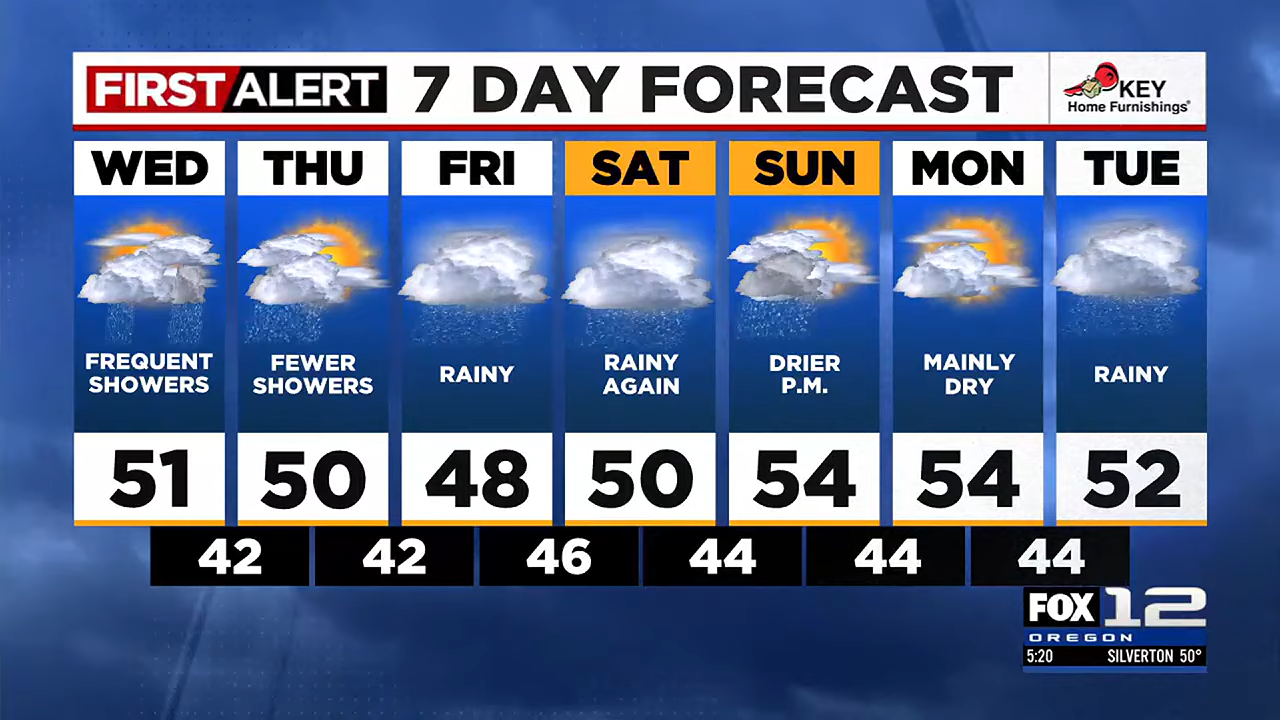 FIRST ALERT 7 DAY FORECAST
KEY
Home Furnishings®
WED THU FRI SAT SUN MON TUE
FREQUENT SHOWERS
FEWER SHOWERS
RAINY
RAINY AGAIN
DRIER P.M.
MAINLY DRY
RAINY
51 50 48 50 54 54 52
42 42 46 44 44 44
FOX 12
OREGON
5:20 SILVERTON 50°